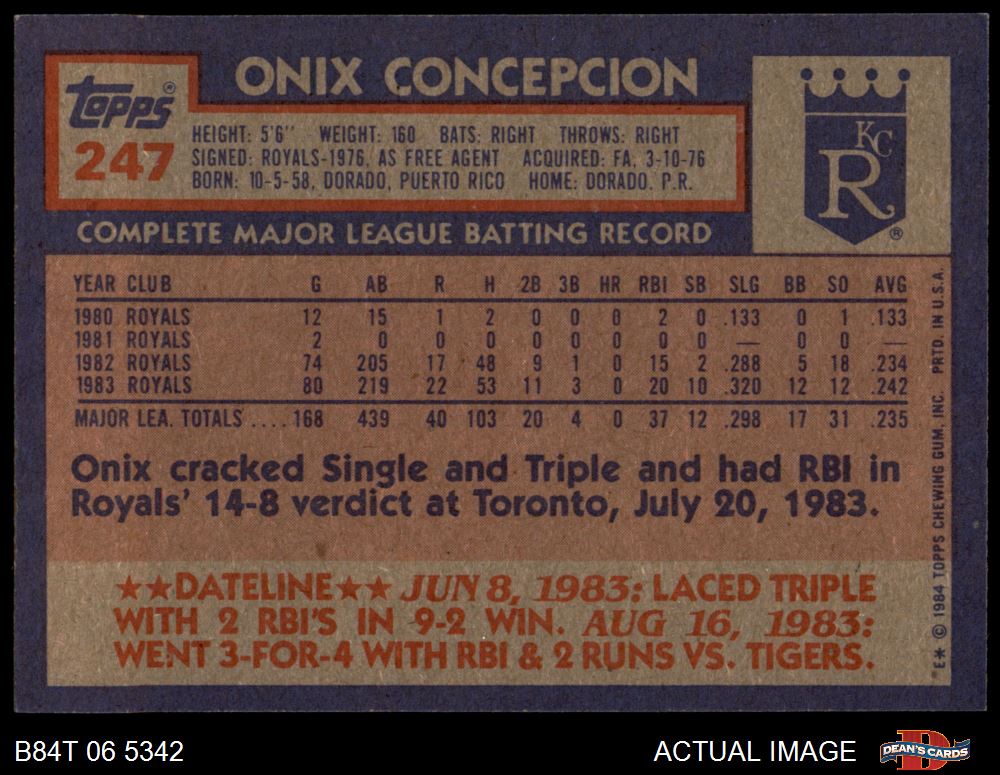 ONIX CONCEPCION
Topps®
247
HEIGHT: 5'6" WEIGHT: 160 BATS: RIGHT THROWS: RIGHT
SIGNED: ROYALS-1976, AS FREE AGENT ACQUIRED: FA, 3-10-76
BORN: 10-5-58, DORADO, PUERTO RICO HOME: DORADO. P.R.
KC
R
®
COMPLETE MAJOR LEAGUE BATTING RECORD
YEAR CLUB G AB R H 2B 3B HR RBI SB SLG BB SO AVG
1980 ROYALS 12 15 1 2 0 0 0 2 0 .133 0 1 .133
1981 ROYALS 2 0 0 0 0 0 0 0 0 — 0 0 —
1982 ROYALS 74 205 17 48 9 1 0 15 2 .288 5 18 .234
1983 ROYALS 80 219 22 53 11 3 0 20 10 .320 12 12 .242
MAJOR LEA. TOTALS .... 168 439 40 103 20 4 0 37 12 .298 17 31 .235
Onix cracked Single and Triple and had RBI in
Royals' 14-8 verdict at Toronto, July 20, 1983.
★★DATELINE★★ JUN 8, 1983: LACED TRIPLE
WITH 2 RBI'S IN 9-2 WIN. AUG 16, 1983:
WENT 3-FOR-4 WITH RBI & 2 RUNS VS. TIGERS.
E* © 1984 TOPPS CHEWING GUM, INC. PRTD. IN U.S.A.
B84T 06 5342
ACTUAL IMAGE
DEAN'S CARDS